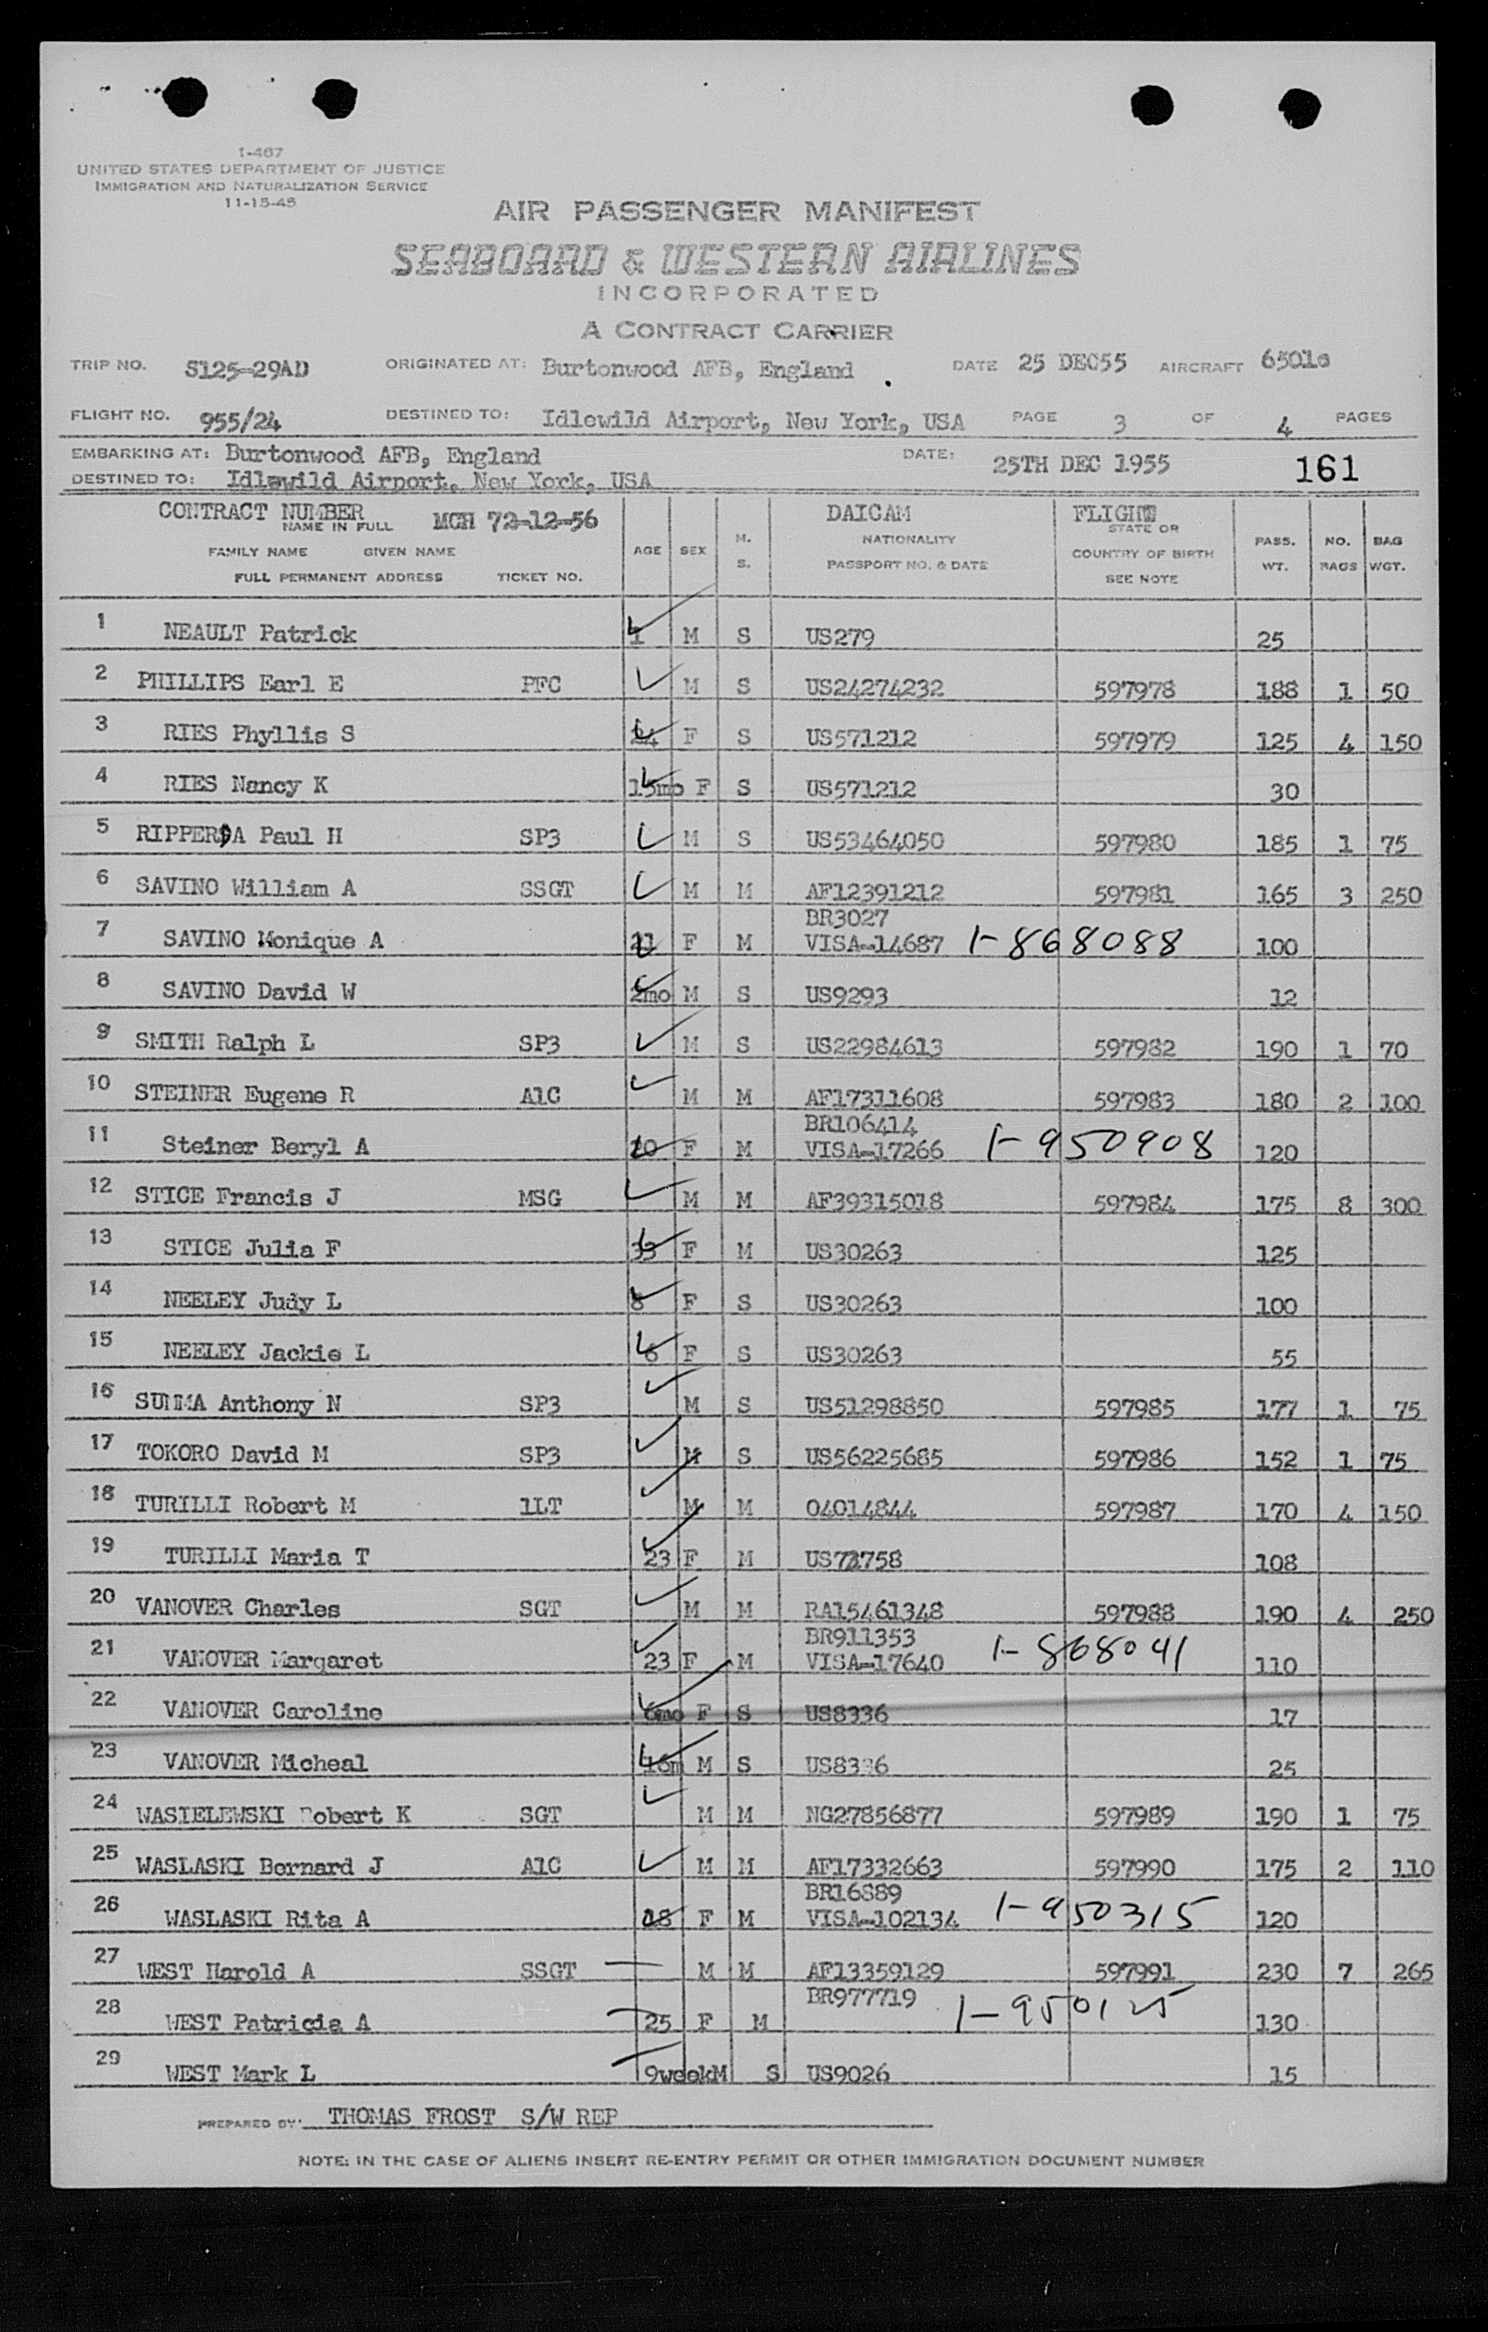 1-467
UNITED STATES DEPARTMENT OF JUSTICE
IMMIGRATION AND NATURALIZATION SERVICE
11-15-45
AIR PASSENGER MANIFEST
SEABOARD & WESTERN AIRLINES
INCORPORATED
A CONTRACT CARRIER
TRIP NO. S125-29AD ORIGINATED AT: Burtonwood AFB, England DATE 25 DEC55 AIRCRAFT
FLIGHT NO. 955/24 DESTINED TO: Idlewild Airport, New York, USA PAGE 3 OF 4 PAGES
EMBARKING AT: Burtonwood AFB, England DATE: 25TH DEC 1955 161
DESTINED TO: Idlewild Airport, New York, USA
CONTRACT NUMBER MCH 72-12-56 DAICAM FLIGHT
NAME IN FULL
FAMILY NAME GIVEN NAME AGE SEX M. S. NATIONALITY STATE OR COUNTRY OF BIRTH PASS. WT. NO. BAGS BAG WGT.
FULL PERMANENT ADDRESS TICKET NO. PASSPORT NO. & DATE SEE NOTE
1 NEAULT Patrick 1 M S US279 25
2 PHILLIPS Earl E PFC M S US24274232 597978 188 1 50
3 RIES Phyllis S 24 F S US571212 597979 125 4 150
4 RIES Nancy K 15mo F S US571212 30
5 RIPPERDA Paul H SP3 M S US53464050 597980 185 1 75
6 SAVINO William A SSGT M M AF12391212 597981 165 3 250
BR3027
7 SAVINO Monique A 21 F M VISA-14687 1-868088 100
8 SAVINO David W 2mo M S US9293 12
9 SMITH Ralph L SP3 M S US22984613 597982 190 1 70
10 STEINER Eugene R A1C M M AF17311608 597983 180 2 100
BR106414
11 Steiner Beryl A 20 F M VISA-17266 1-950908 120
12 STICE Francis J MSG M M AF39315018 597984 175 8 300
13 STICE Julia F 33 F M US30263 125
14 NEELEY Judy L 8 F S US30263 100
15 NEELEY Jackie L 6 F S US30263 55
16 SUMMA Anthony N SP3 M S US51298850 597985 177 1 75
17 TOKORO David M SP3 M S US56225685 597986 152 1 75
18 TURILLI Robert M 1LT M M 04014844 597987 170 4 150
19 TURILLI Maria T 23 F M 108
20 VANOVER Charles SGT M M RA15461348 597988 190 4 250
BR911353
21 VANOVER Margaret 23 F M VISA-17640 1-868041 110
22 VANOVER Caroline 6mo F S US8336 17
23 VANOVER Micheal 16m M S US8336 25
24 WASIELEWSKI Robert K SGT M M NG27856877 597989 190 1 75
25 WASLASKI Bernard J A1C M M AF17332663 597990 175 2 110
BR16889
26 WASLASKI Rita A 18 F M VISA-102134 1-950315 120
27 WEST Harold A SSGT M M AF13359129 597991 230 7 265
BR977719
28 WEST Patricia A 25 F M 1-950125 130
29 WEST Mark L 9week M S US9026 15
PREPARED BY: THOMAS FROST S/W REP
NOTE: IN THE CASE OF ALIENS INSERT RE-ENTRY PERMIT OR OTHER IMMIGRATION DOCUMENT NUMBER